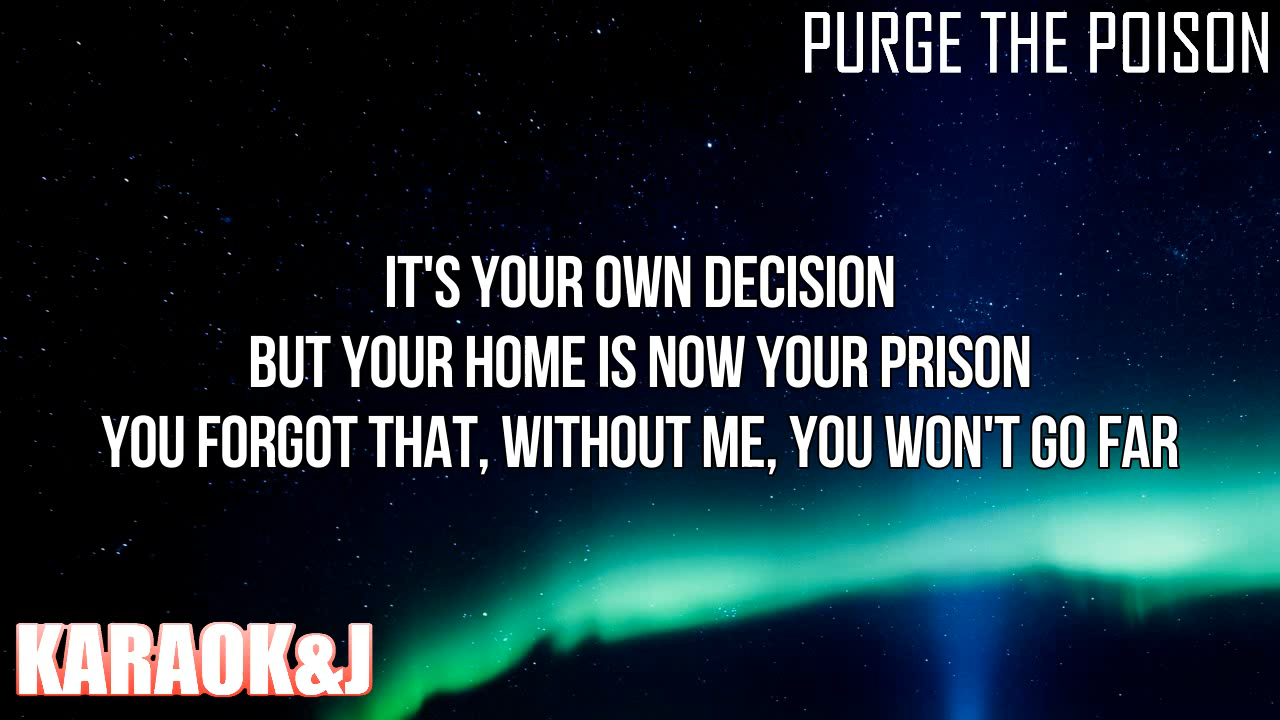 PURGE THE POISON
IT'S YOUR OWN DECISION
BUT YOUR HOME IS NOW YOUR PRISON
YOU FORGOT THAT, WITHOUT ME, YOU WON'T GO FAR
KARAOK&J